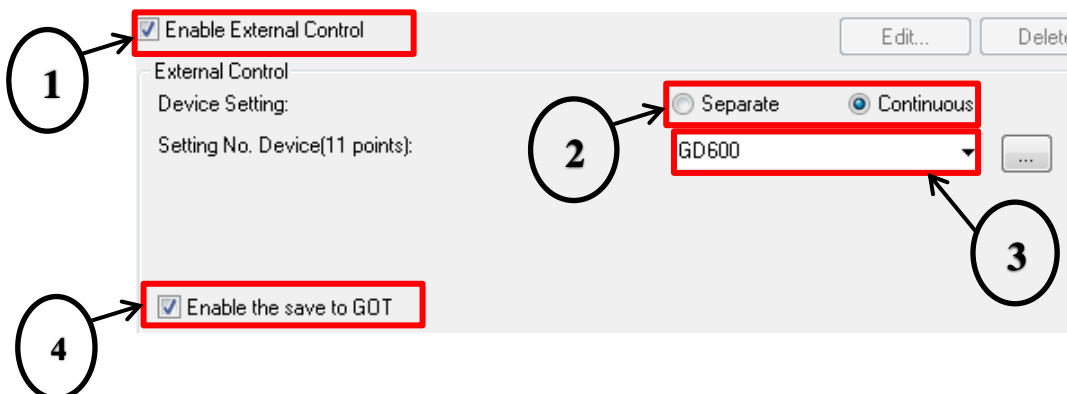 Enable External Control
Edit...
Delete
1
External Control
Device Setting:
Separate
Continuous
Setting No. Device(11 points):
2
GD600
...
3
Enable the save to GOT
4